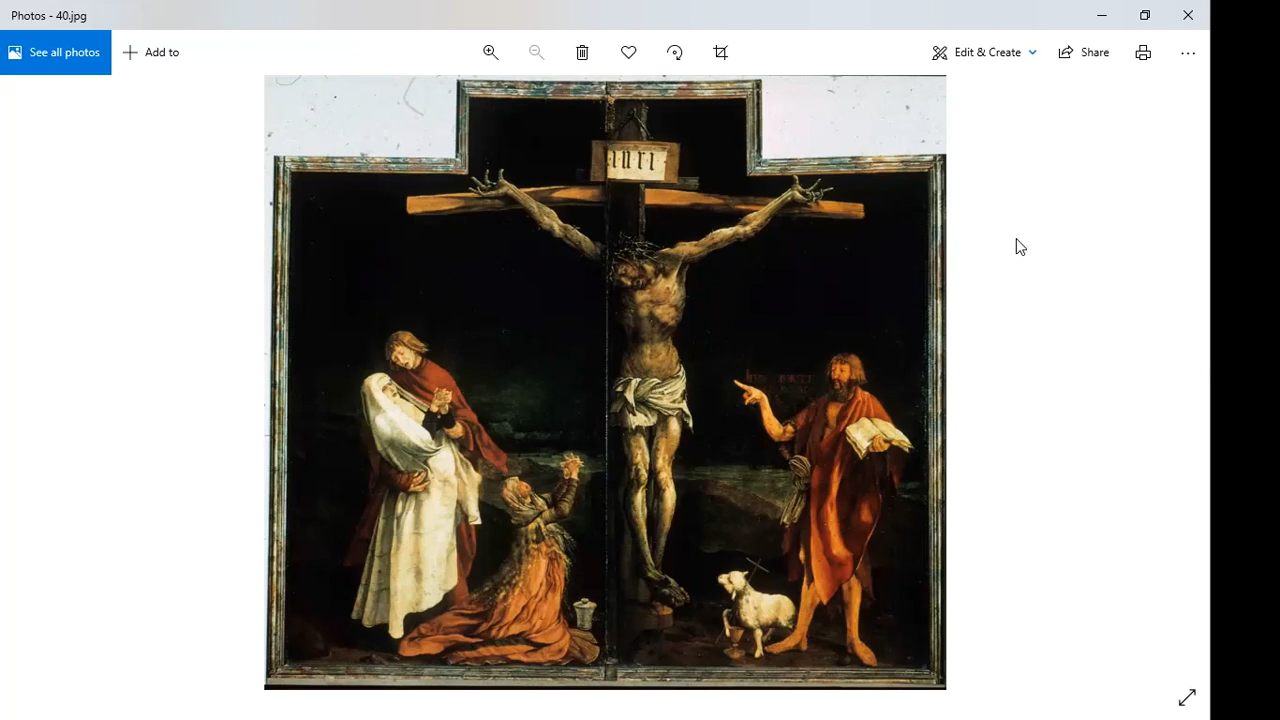 Photos - 40.jpg
See all photos
Add to
Edit & Create
Share
INRI